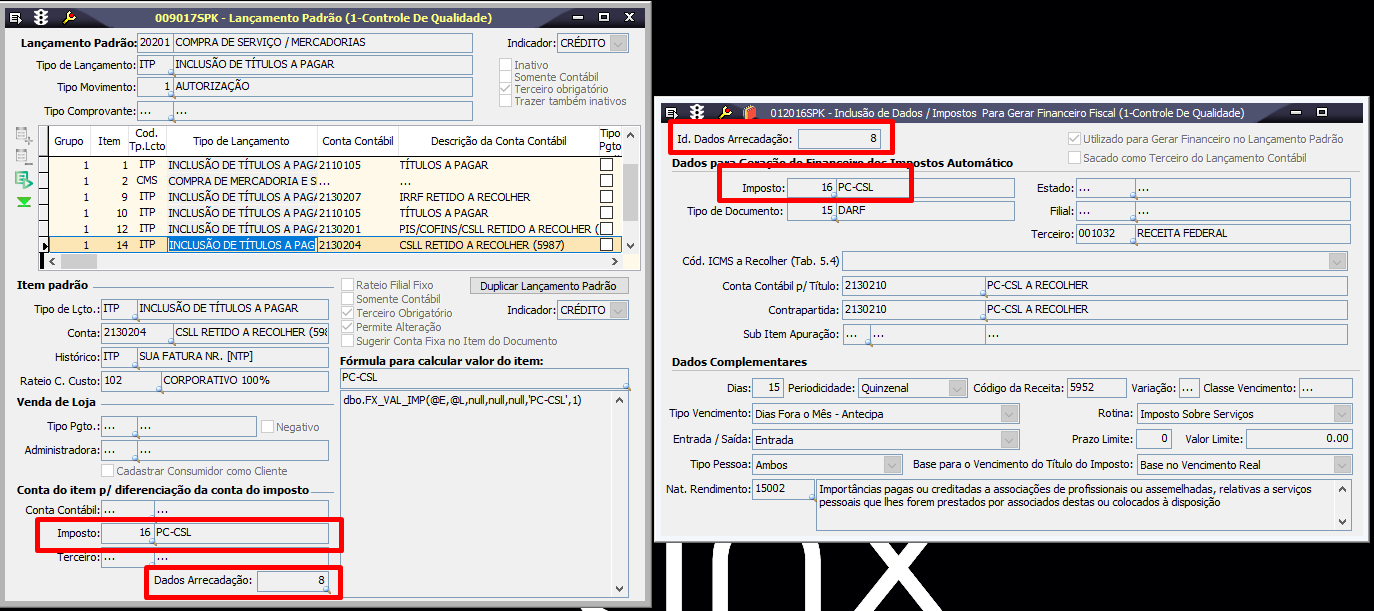 009017SPK - Lançamento Padrão (1-Controle De Qualidade)
Lançamento Padrão: 20201 COMPRA DE SERVIÇO / MERCADORIAS Indicador: CRÉDITO
Tipo de Lançamento: ITP INCLUSÃO DE TÍTULOS A PAGAR
Inativo
Somente Contábil
Tipo Movimento: 1 AUTORIZAÇÃO
Terceiro obrigatório
Trazer também inativos
Tipo Comprovante: ... ...
Grupo Item Cod. Tp.Lcto Tipo de Lançamento Conta Contábil Descrição da Conta Contábil Tipo Pgto
1 1 ITP INCLUSÃO DE TÍTULOS A PAGA 2110105 TÍTULOS A PAGAR
1 2 CMS COMPRA DE MERCADORIA E S ... ...
1 9 ITP INCLUSÃO DE TÍTULOS A PAGA 2130207 IRRF RETIDO A RECOLHER
1 10 ITP INCLUSÃO DE TÍTULOS A PAGA 2110105 TÍTULOS A PAGAR
1 12 ITP INCLUSÃO DE TÍTULOS A PAGA 2130201 PIS/COFINS/CSLL RETIDO A RECOLHER (
1 14 ITP INCLUSÃO DE TÍTULOS A PAG 2130204 CSLL RETIDO A RECOLHER (5987)
Item padrão
Rateio Filial Fixo
Duplicar Lançamento Padrão
Somente Contábil
Tipo de Lçto.: ITP INCLUSÃO DE TÍTULOS A PAGAR
Terceiro Obrigatório
Indicador: CRÉDITO
Permite Alteração
Conta: 2130204 CSLL RETIDO A RECOLHER (598
Sugerir Conta Fixa no Item do Documento
Histórico: ITP SUA FATURA NR. [NTP]
Fórmula para calcular valor do item:
Rateio C. Custo: 102 CORPORATIVO 100%
PC-CSL
dbo.FX_VAL_IMP(@E,@L,null,null,null,'PC-CSL',1)
Venda de Loja
Tipo Pgto.: ... ... Negativo
Administradora: ... ...
Cadastrar Consumidor como Cliente
Conta do item p/ diferenciação da conta do imposto
Conta Contábil: ... ...
Imposto: 16 PC-CSL
Terceiro: ... ...
Dados Arrecadação: 8
012016SPK - Inclusão de Dados / Impostos Para Gerar Financeiro Fiscal (1-Controle De Qualidade)
Id. Dados Arrecadação: 8
Utilizado para Gerar Financeiro no Lançamento Padrão
Sacado como Terceiro do Lançamento Contábil
Dados para Geração do Financeiro dos Impostos Automático
Imposto: 16 PC-CSL Estado: ... ...
Tipo de Documento: 15 DARF Filial: ... ...
Terceiro: 001032 RECEITA FEDERAL
Cód. ICMS a Recolher (Tab. 5.4)
Conta Contábil p/ Título: 2130210 PC-CSL A RECOLHER
Contrapartida: 2130210 PC-CSL A RECOLHER
Sub Item Apuração: ... ... ...
Dados Complementares
Dias: 15 Periodicidade: Quinzenal Código da Receita: 5952 Variação: ... Classe Vencimento: ...
Tipo Vencimento: Dias Fora o Mês - Antecipa Rotina: Imposto Sobre Serviços
Entrada / Saída: Entrada Prazo Limite: 0 Valor Limite: 0.00
Tipo Pessoa: Ambos Base para o Vencimento do Título do Imposto: Base no Vencimento Real
Nat. Rendimento: 15002 Importâncias pagas ou creditadas a associações de profissionais ou assemelhadas, relativas a serviços
pessoais que lhes forem prestados por associados destas ou colocados à disposição